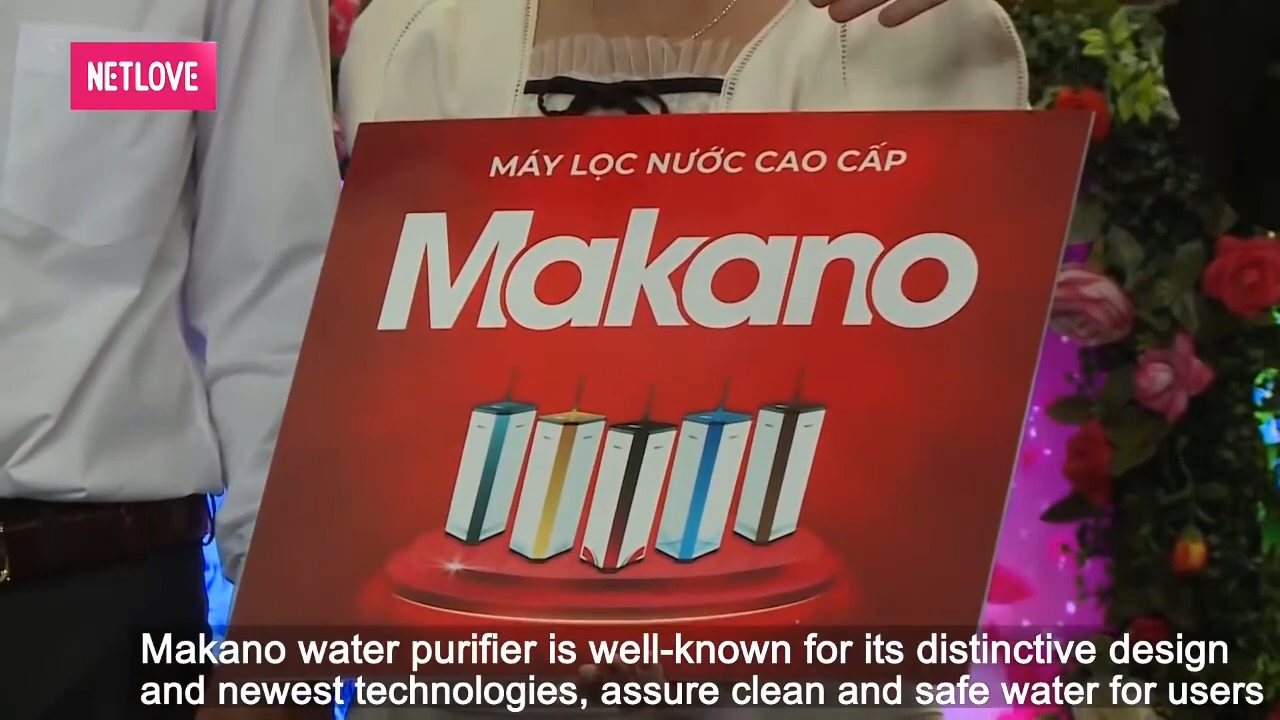 NETLOVE
MÁY LỌC NƯỚC CAO CẤP
Makano
Makano water purifier is well-known for its distinctive design
and newest technologies, assure clean and safe water for users